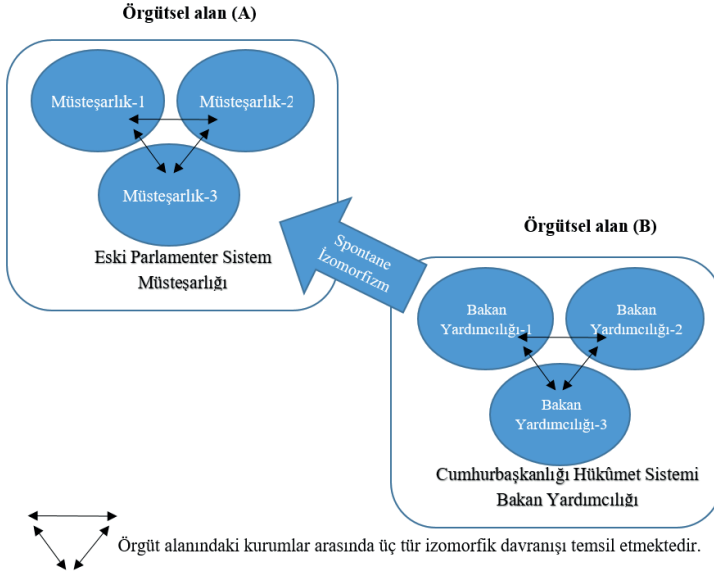 Örgütsel alan (A)
Müsteşarlık-1
Müsteşarlık-2
Müsteşarlık-3
Eski Parlamenter Sistem
Müsteşarlığı
Spontane
İzomorfizm
Örgütsel alan (B)
Bakan
Yardımcılığı-1
Bakan
Yardımcılığı-2
Bakan
Yardımcılığı-3
Cumhurbaşkanlığı Hükûmet Sistemi
Bakan Yardımcılığı
Örgüt alanındaki kurumlar arasında üç tür izomorfik davranışı temsil etmektedir.